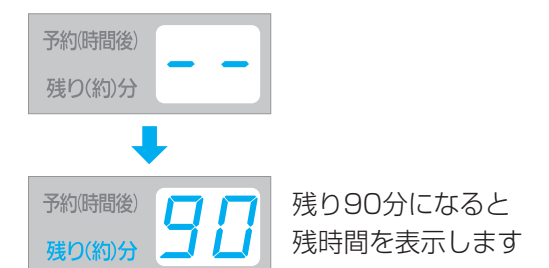 予約(時間後)
残り(約)分
- -
予約(時間後)
残り(約)分
90
残り90分になると
残時間を表示します